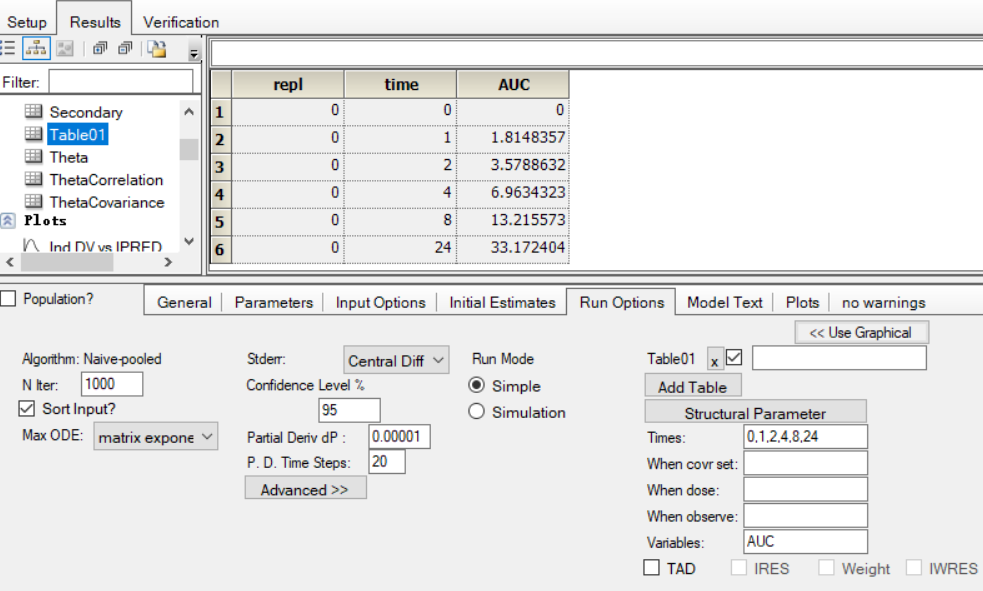 Setup Results Verification
Filter:
repl time AUC
1 0 0 0
2 0 1 1.8148357
3 0 2 3.5788632
4 0 4 6.9634323
5 0 8 13.215573
6 0 24 33.172404
Secondary
Table01
Theta
ThetaCorrelation
ThetaCovariance
Plots
Ind DV vs IPRED
Population? General Parameters Input Options Initial Estimates Run Options Model Text Plots no warnings
<< Use Graphical
Algorithm: Naive-pooled Stderr: Central Diff Run Mode Table01 x
N Iter: 1000 Confidence Level % Simple Add Table
Sort Input? 95 Simulation Structural Parameter
Max ODE: matrix expone Partial Deriv dP : 0.00001 Times: 0,1,2,4,8,24
P. D. Time Steps: 20 When covr set:
Advanced >> When dose:
When observe:
Variables: AUC
TAD IRES Weight IWRES